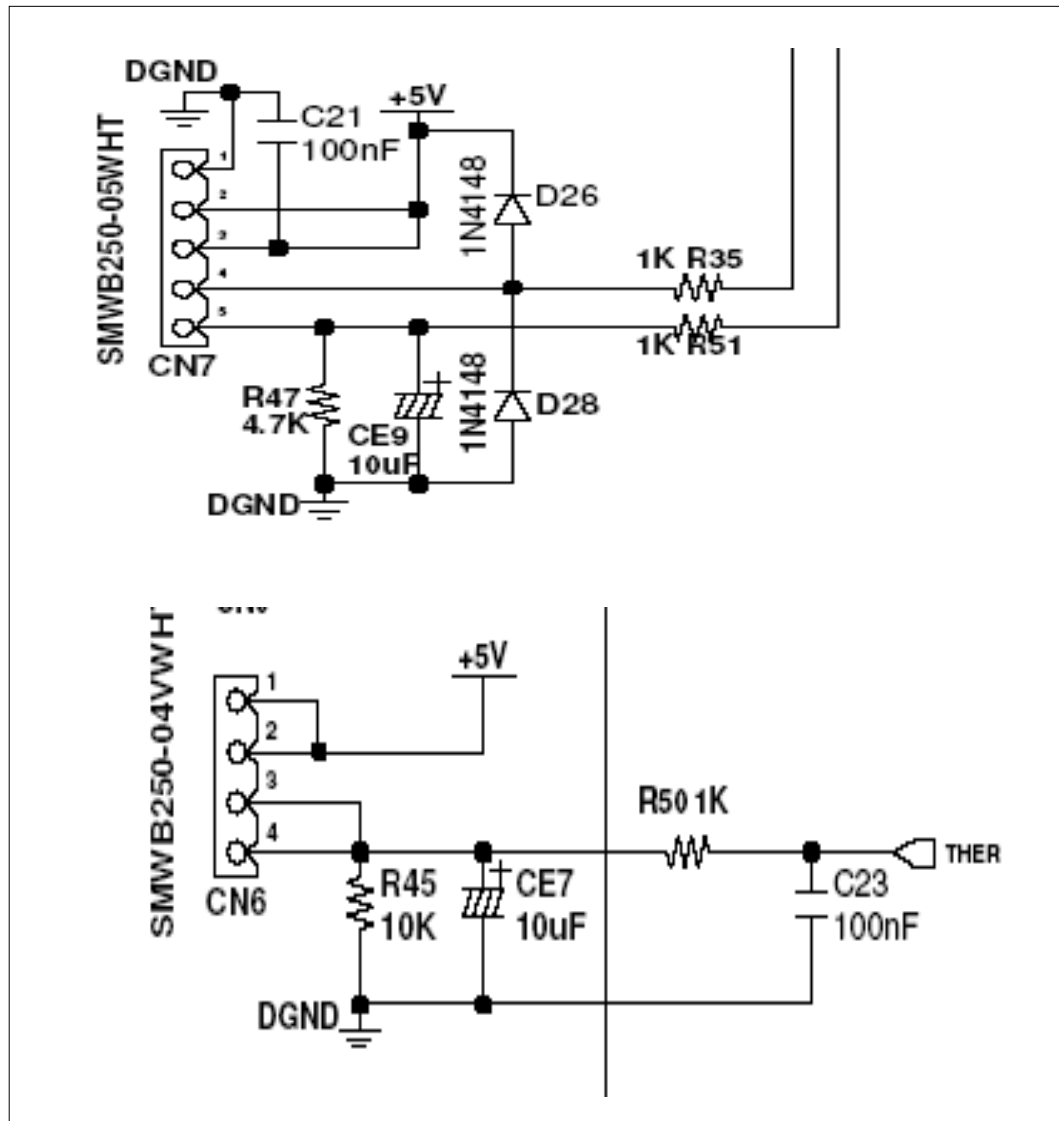 DGND
+5V
C21
100nF
SMWB250-05WHT
1
2
3
4
5
CN7
1N4148
D26
1K R35
1K R51
R47
4.7K
CE9
10uF
1N4148
D28
DGND
SMWB250-04VWHT
1
2
3
4
CN6
+5V
R50 1K
THER
R45
10K
CE7
10uF
C23
100nF
DGND